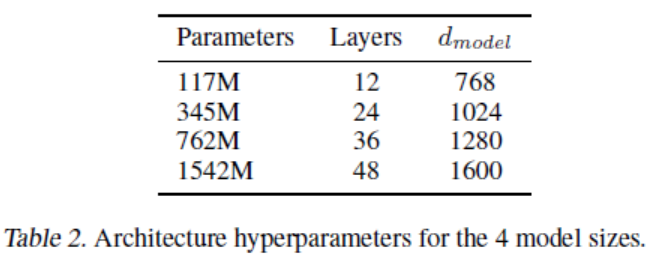 Parameters Layers d_model
117M 12 768
345M 24 1024
762M 36 1280
1542M 48 1600
Table 2. Architecture hyperparameters for the 4 model sizes.